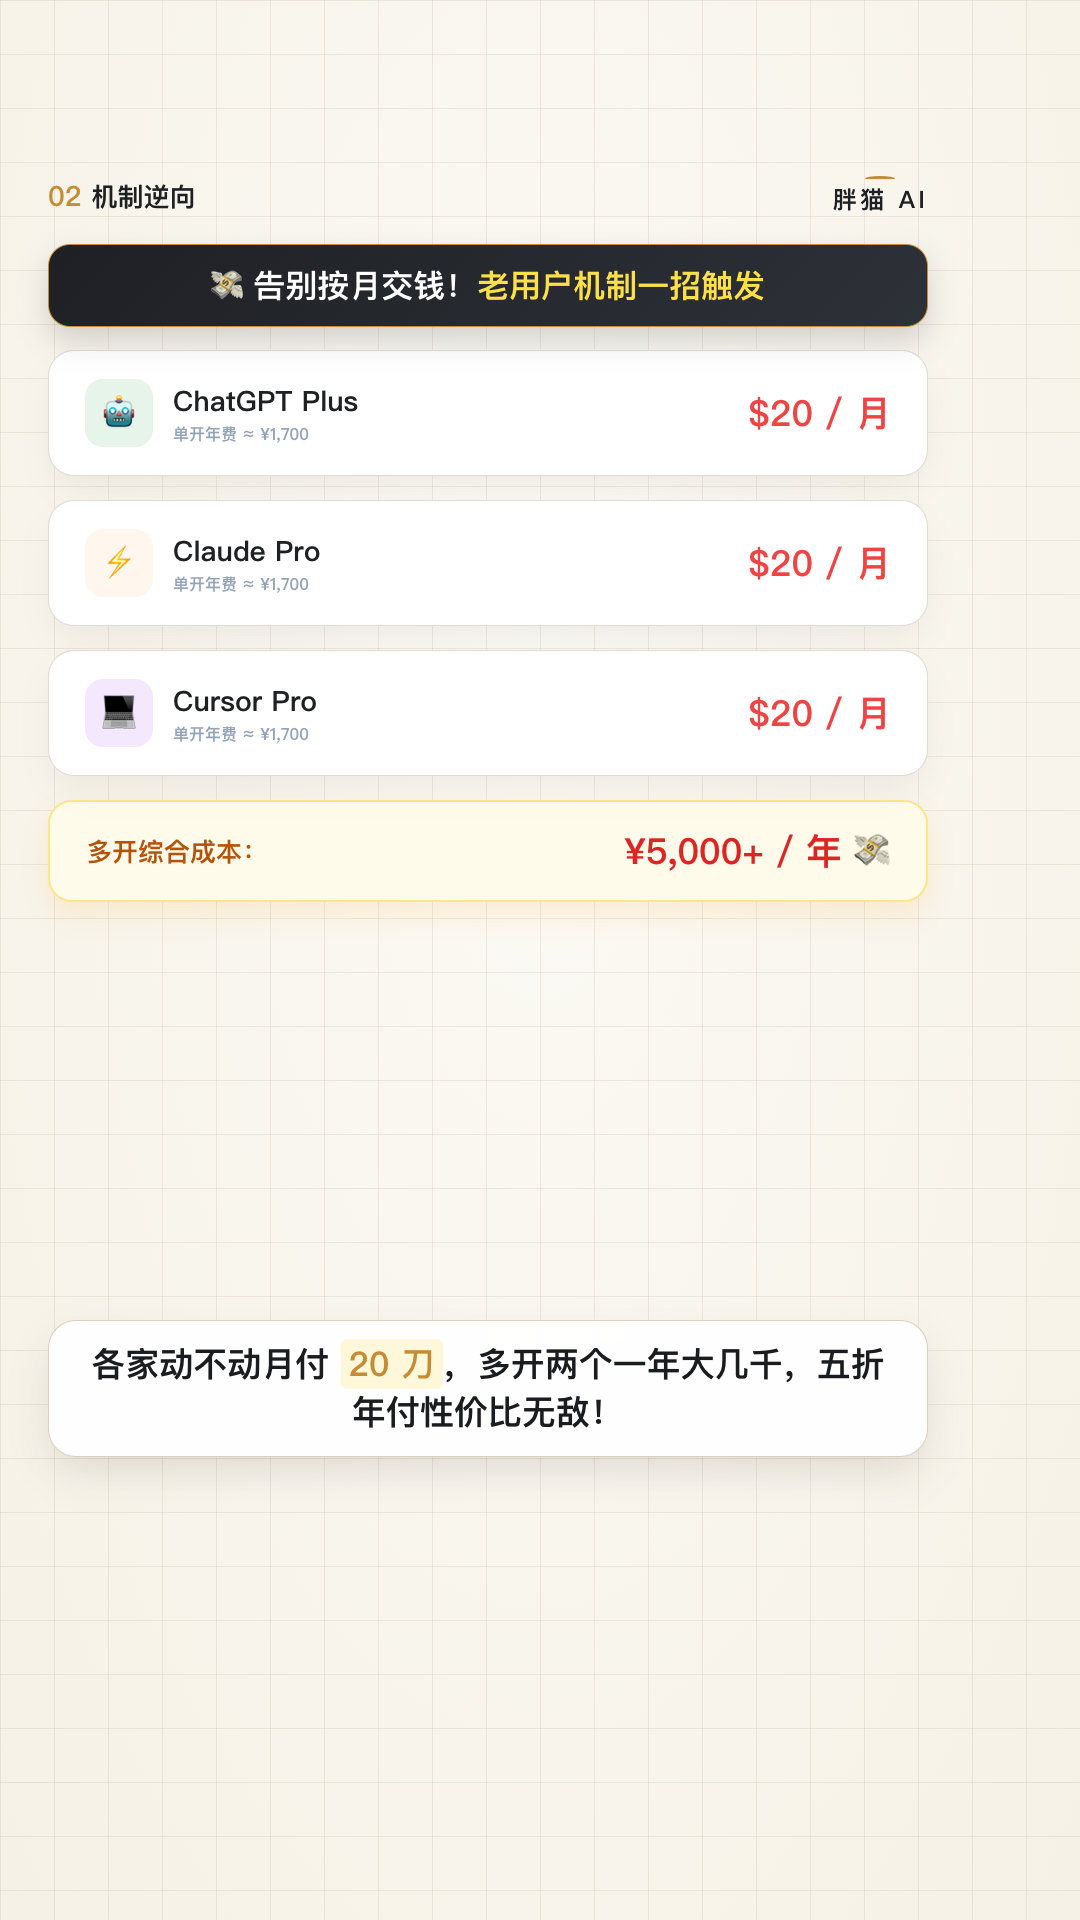 02 机制逆向
胖猫 AI
💸 告别按月交钱！老用户机制一招触发
ChatGPT Plus
单开年费 ≈ ¥1,700
$20 / 月
Claude Pro
单开年费 ≈ ¥1,700
$20 / 月
Cursor Pro
单开年费 ≈ ¥1,700
$20 / 月
多开综合成本：
¥5,000+ / 年 💸
各家动不动月付 20 刀，多开两个一年大几千，五折
年付性价比无敌！